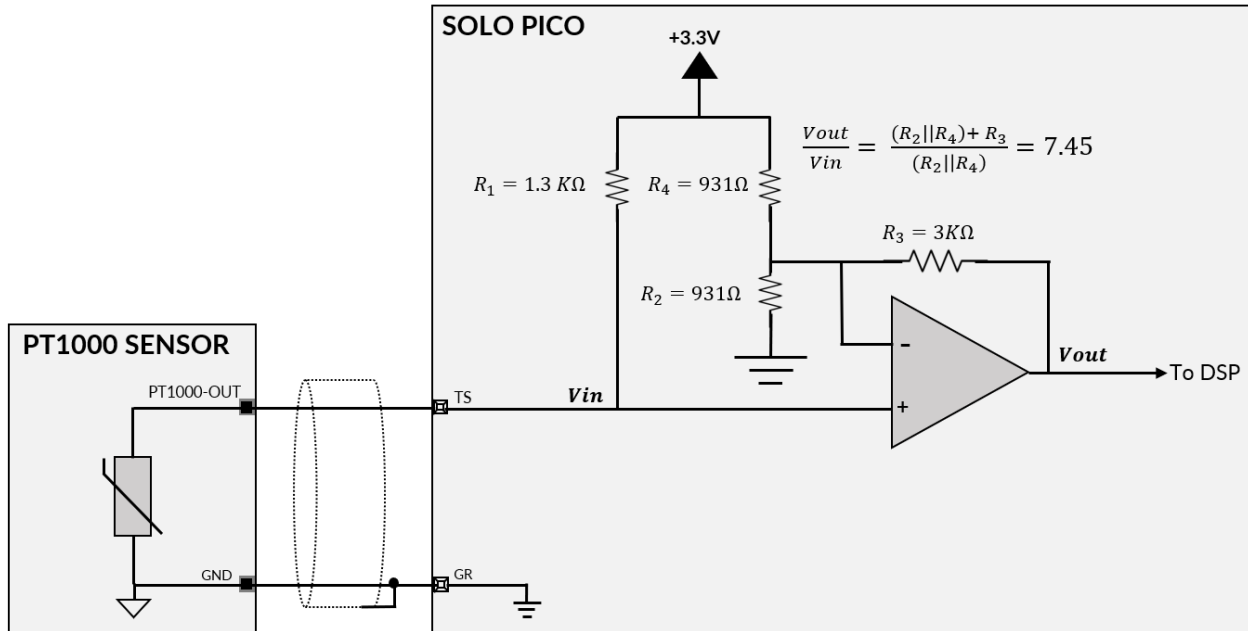 SOLO PICO
+3.3V
Vout/Vin = ((R₂||R₄)+ R₃)/(R₂||R₄) = 7.45
R₁ = 1.3 KΩ
R₄ = 931Ω
R₃ = 3KΩ
R₂ = 931Ω
PT1000 SENSOR
-
Vout
To DSP
PT1000-OUT
TS
Vin
+
GND
GR